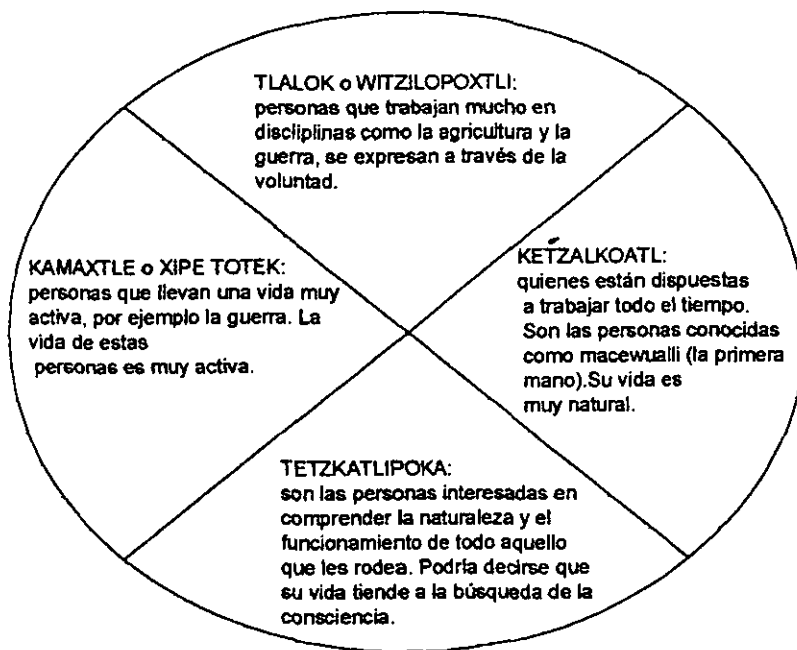 TLALOK o WITZILOPOXTLI:
personas que trabajan mucho en
discliplinas como la agricultura y la
guerra, se expresan a través de la
voluntad.
KAMAXTLE o XIPE TOTEK:
personas que llevan una vida muy
activa, por ejemplo la guerra. La
vida de estas
personas es muy activa.
KETZALKOATL:
quienes están dispuestas
a trabajar todo el tiempo.
Son las personas conocidas
como macewualli (la primera
mano).Su vida es
muy natural.
TETZKATLIPOKA:
son las personas interesadas en
comprender la naturaleza y el
funcionamiento de todo aquello
que les rodea. Podría decirse que
su vida tiende a la búsqueda de la
consciencia.